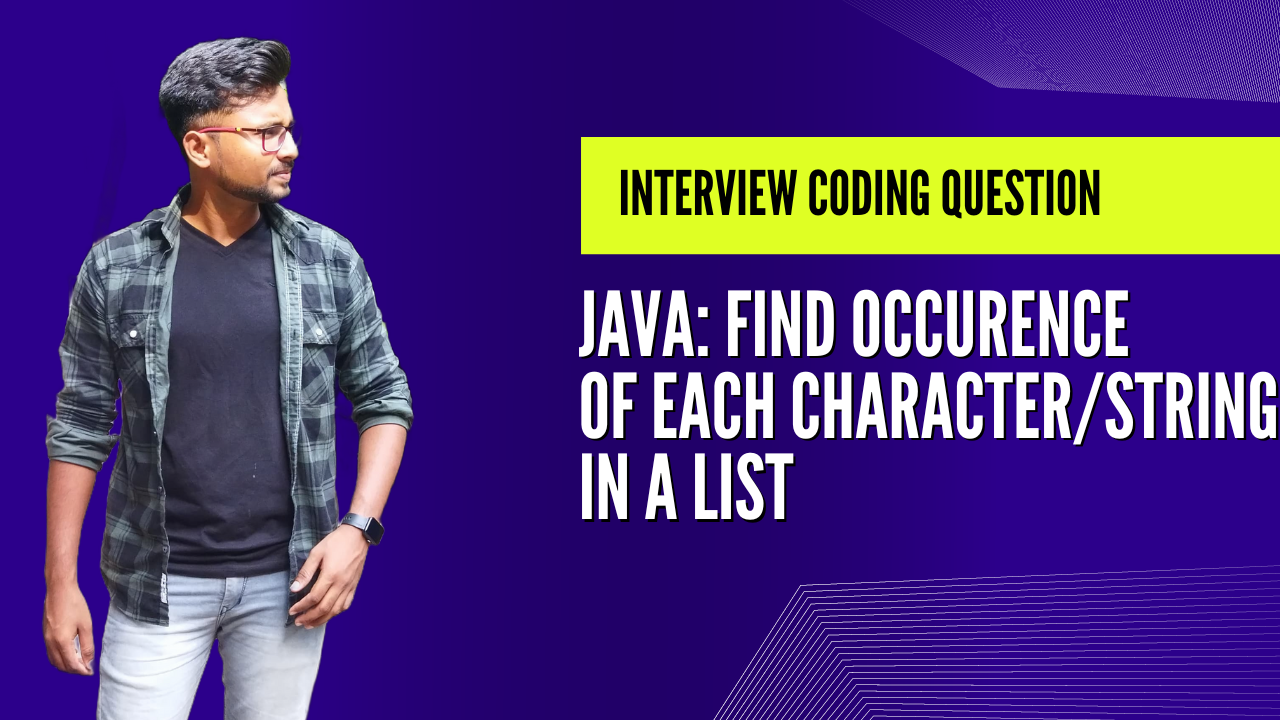 INTERVIEW CODING QUESTION
JAVA: FIND OCCURENCE
OF EACH CHARACTER/STRING
IN A LIST